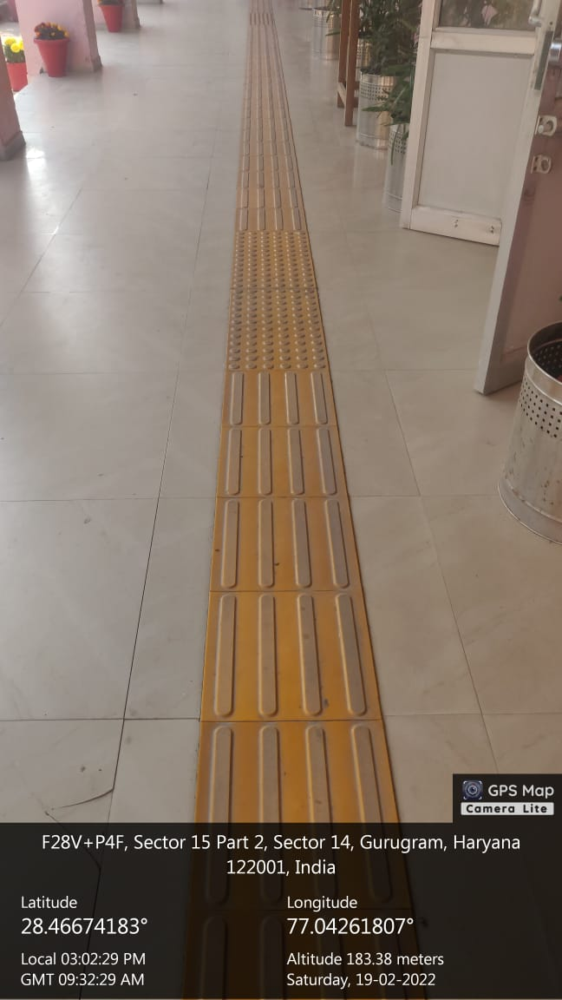 GPS Map
Camera Lite
F28V+P4F, Sector 15 Part 2, Sector 14, Gurugram, Haryana
122001, India
Latitude
28.46674183°
Longitude
77.04261807°
Local 03:02:29 PM
GMT 09:32:29 AM
Altitude 183.38 meters
Saturday, 19-02-2022